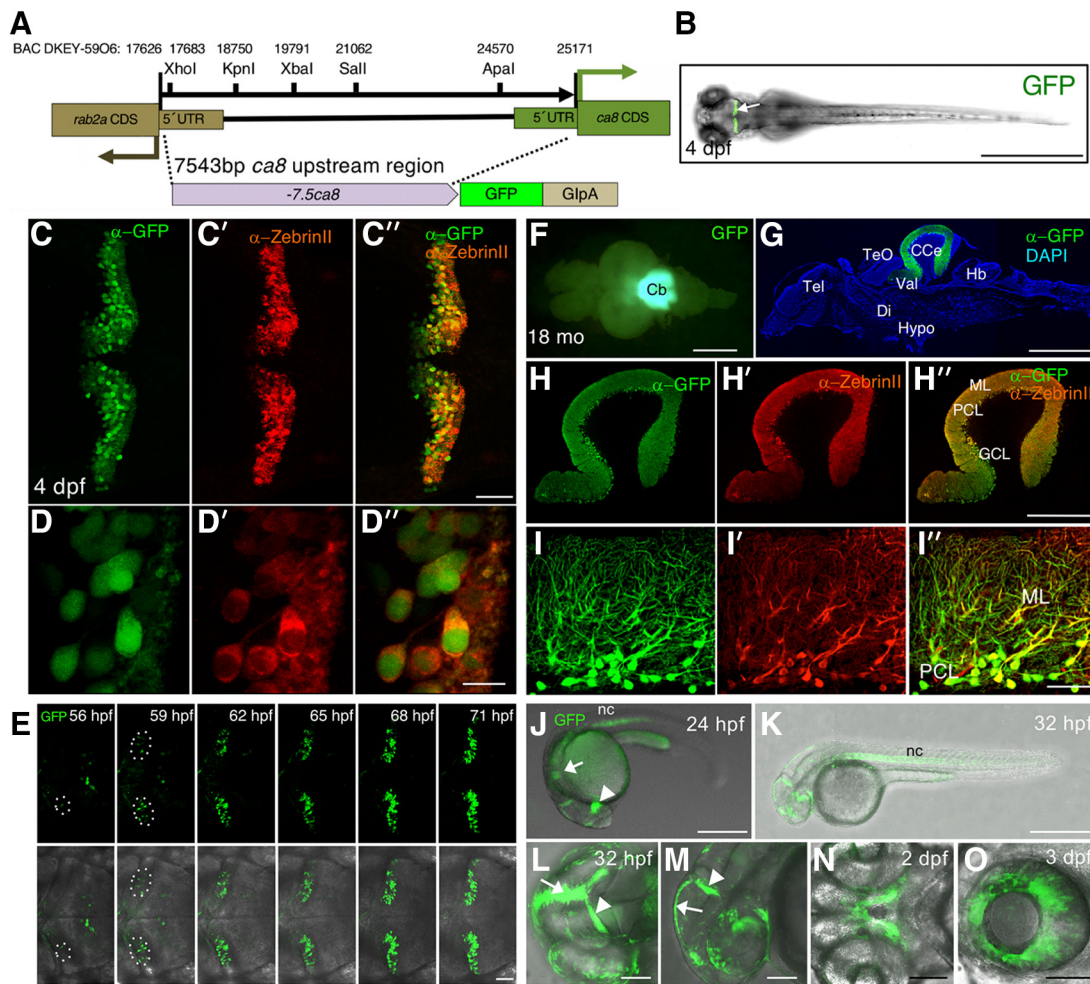 A
BAC DKEY-59O6: 17626 17683 18750 19791 21062 24570 25171
XhoI KpnI XbaI SalI ApaI
rab2a CDS 5´UTR 5´UTR ca8 CDS
7543bp ca8 upstream region
-7.5ca8 GFP GlpA
B
GFP
4 dpf
C α-GFP
C′ α-ZebrinII
C″ α-GFP
α-ZebrinII
4 dpf
D D′ D″
E
GFP 56 hpf 59 hpf 62 hpf 65 hpf 68 hpf 71 hpf
F GFP
Cb
18 mo
G α-GFP
DAPI
TeO CCe
Tel Val Hb
Di
Hypo
H α-GFP
H′ α-ZebrinII
H″ α-GFP
α-ZebrinII
ML
PCL
GCL
I I′ I″
ML
PCL
J GFP nc 24 hpf
K 32 hpf
nc
L 32 hpf
M
N 2 dpf
O 3 dpf